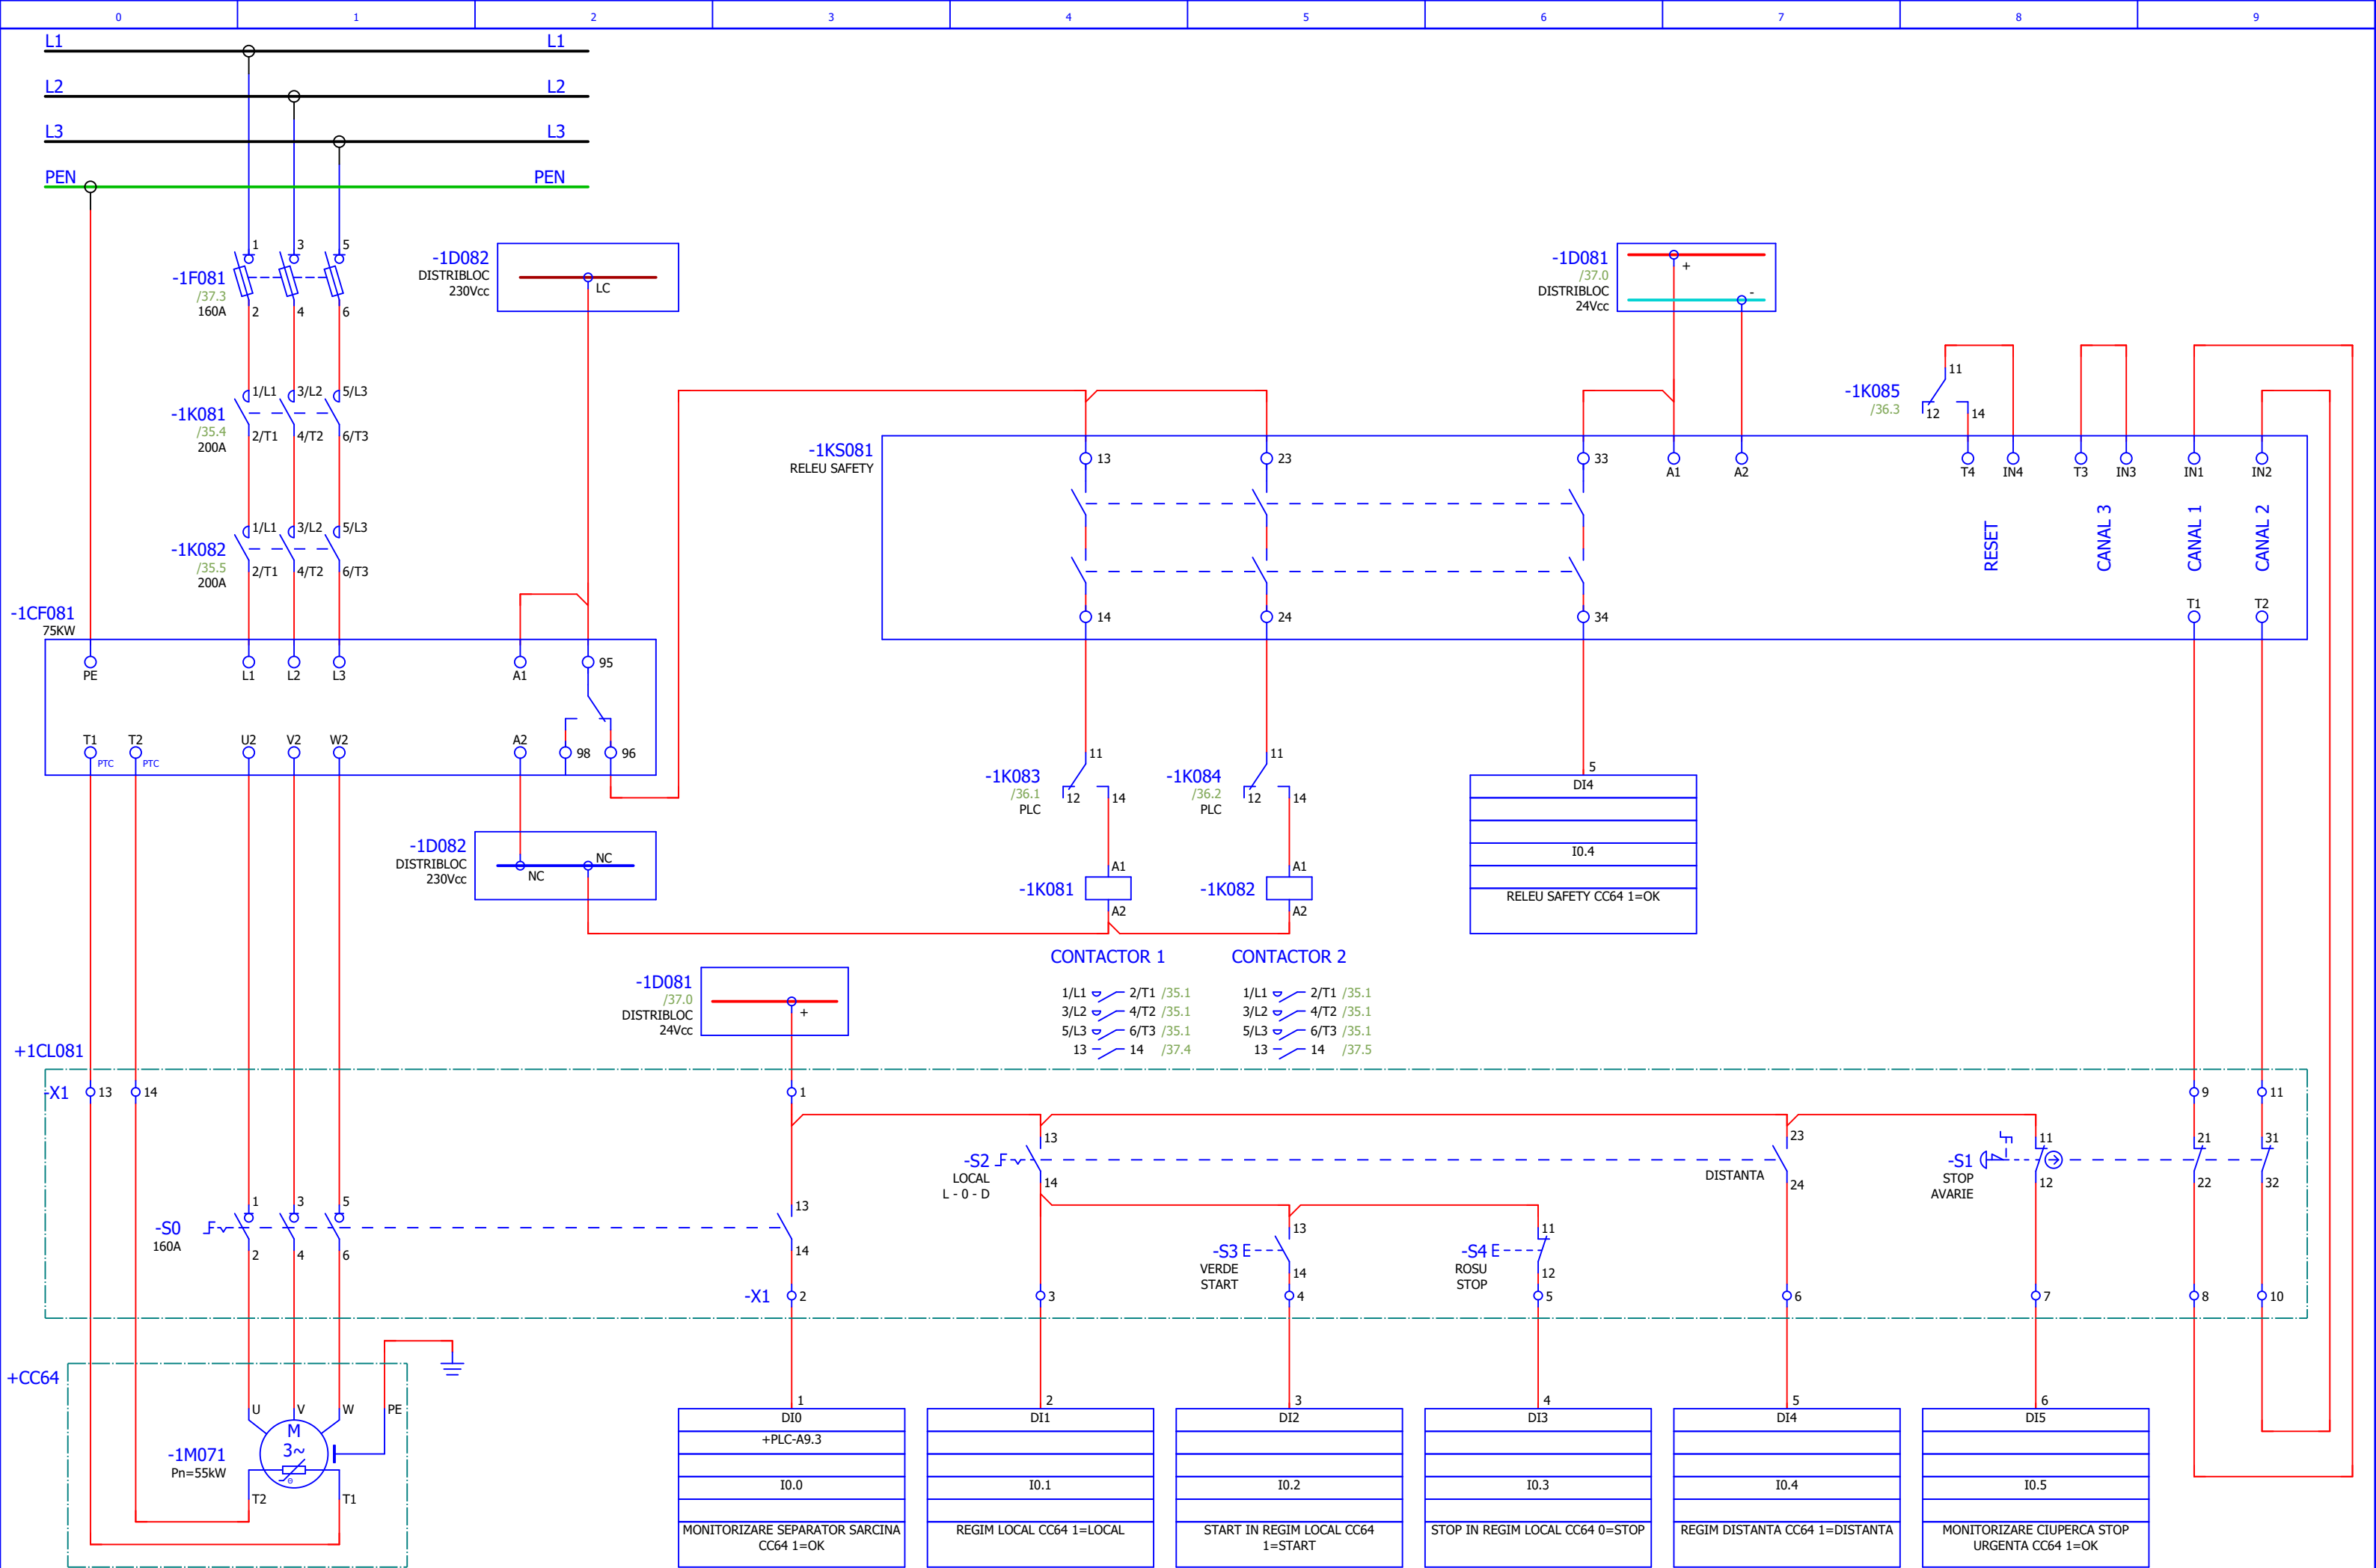 0 1 2 3 4 5 6 7 8 9
L1 L1
L2 L2
L3 L3
PEN PEN
-1F081
/37.3
160A
1 3 5
2 4 6
-1D082
DISTRIBLOC
230Vcc
LC
-1D081
/37.0
DISTRIBLOC
24Vcc
+
-
-1K081
/35.4
200A
1/L1 3/L2 5/L3
2/T1 4/T2 6/T3
-1K082
/35.5
200A
1/L1 3/L2 5/L3
2/T1 4/T2 6/T3
-1K085
/36.3
11
12 14
-1KS081
RELEU SAFETY
13 23 33 A1 A2 T4 IN4 T3 IN3 IN1 IN2
RESET
CANAL 3
CANAL 1
CANAL 2
14 24 34 T1 T2
-1CF081
75KW
PE L1 L2 L3 A1 95
T1 T2 U2 V2 W2 A2 98 96
PTC PTC
-1K083
/36.1
PLC
11
12 14
-1K084
/36.2
PLC
11
12 14
5
DI4
I0.4
RELEU SAFETY CC64 1=OK
-1D082
DISTRIBLOC
230Vcc
NC
NC
-1K081
A1
A2
-1K082
A1
A2
CONTACTOR 1
1/L1 2/T1 /35.1
3/L2 4/T2 /35.1
5/L3 6/T3 /35.1
13 14 /37.4
CONTACTOR 2
1/L1 2/T1 /35.1
3/L2 4/T2 /35.1
5/L3 6/T3 /35.1
13 14 /37.5
-1D081
/37.0
DISTRIBLOC
24Vcc
+
+1CL081
-X1 13 14 1 9 11
-S2
LOCAL
L - 0 - D
13
14
DISTANTA
23
24
-S1
STOP
AVARIE
11 21 31
12 22 32
-S0
160A
1 3 5 13
2 4 6 14
-S3
VERDE
START
13
14
-S4
ROSU
STOP
11
12
-X1 2 3 4 5 6 7 8 10
+CC64
U V W PE
M
3~
-1M071
Pn=55kW
T2 T1
1
DI0
+PLC-A9.3
I0.0
MONITORIZARE SEPARATOR SARCINA
CC64 1=OK
2
DI1
I0.1
REGIM LOCAL CC64 1=LOCAL
3
DI2
I0.2
START IN REGIM LOCAL CC64
1=START
4
DI3
I0.3
STOP IN REGIM LOCAL CC64 0=STOP
5
DI4
I0.4
REGIM DISTANTA CC64 1=DISTANTA
6
DI5
I0.5
MONITORIZARE CIUPERCA STOP
URGENTA CC64 1=OK